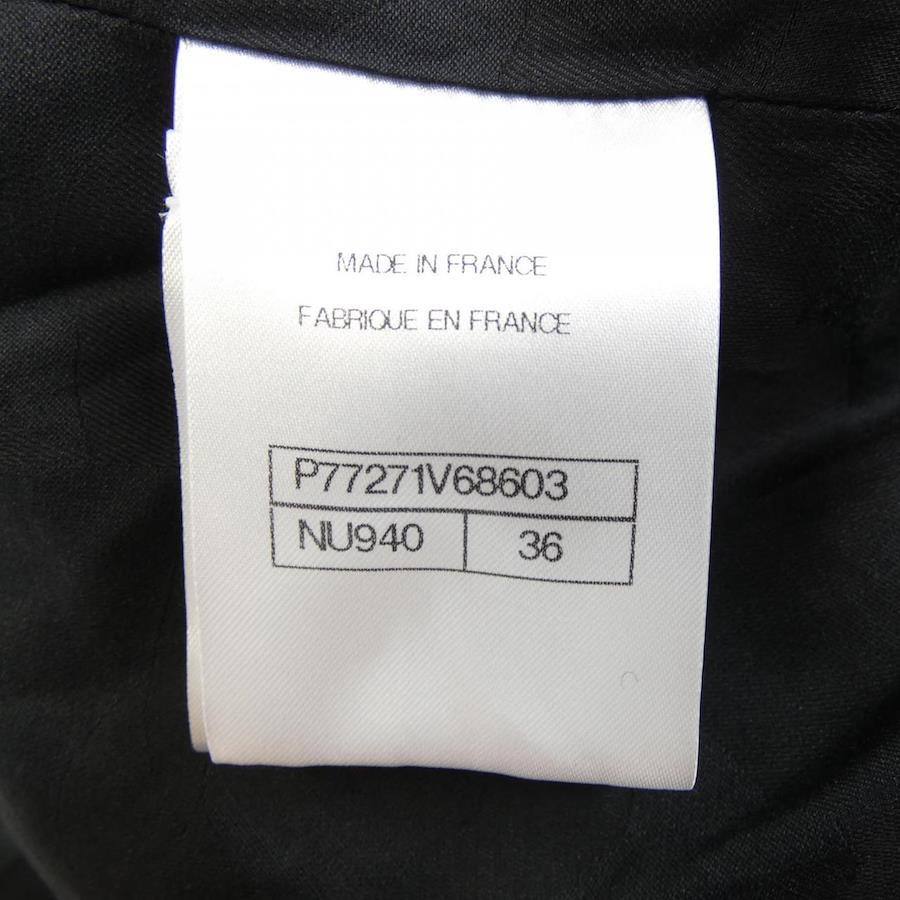 MADE IN FRANCE
FABRIQUE EN FRANCE
P77271V68603
NU940 36